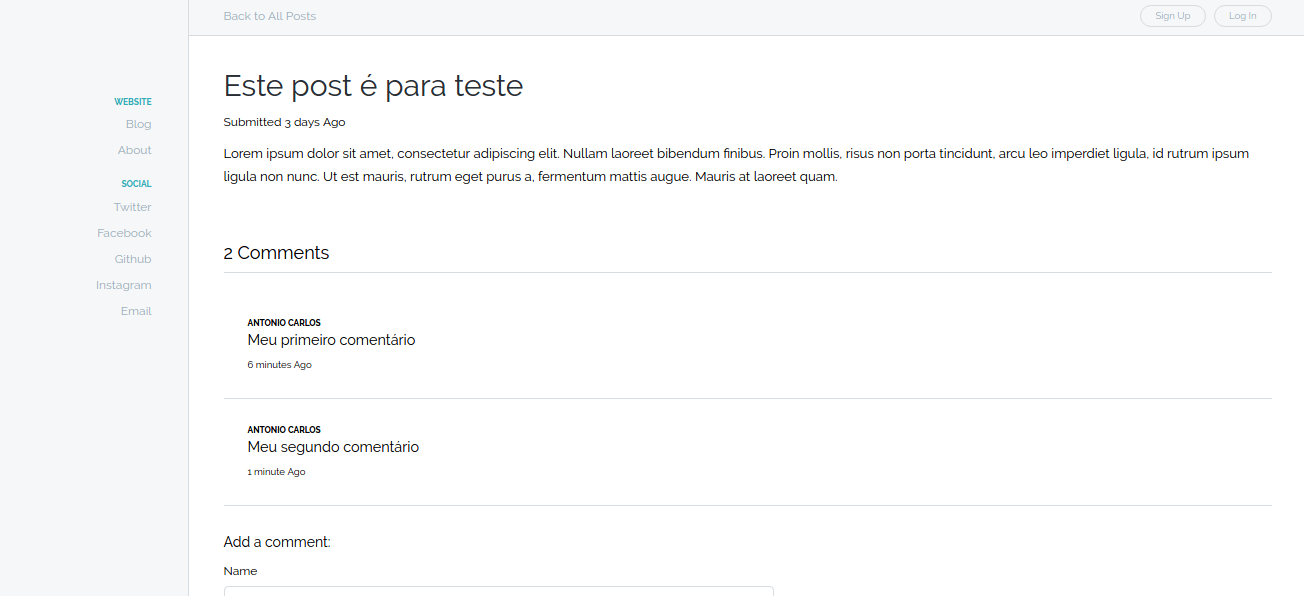 Back to All Posts
Sign Up
Log In
WEBSITE
Blog
About
SOCIAL
Twitter
Facebook
Github
Instagram
Email
Este post é para teste
Submitted 3 days Ago
Lorem ipsum dolor sit amet, consectetur adipiscing elit. Nullam laoreet bibendum finibus. Proin mollis, risus non porta tincidunt, arcu leo imperdiet ligula, id rutrum ipsum
ligula non nunc. Ut est mauris, rutrum eget purus a, fermentum mattis augue. Mauris at laoreet quam.
2 Comments
ANTONIO CARLOS
Meu primeiro comentário
6 minutes Ago
ANTONIO CARLOS
Meu segundo comentário
1 minute Ago
Add a comment:
Name